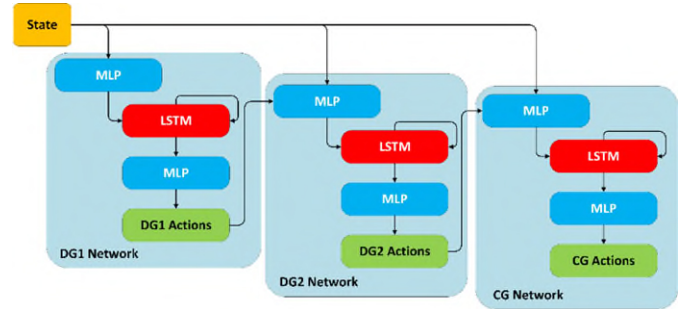 State
MLP
LSTM
MLP
DG1 Actions
DG1 Network
MLP
LSTM
MLP
DG2 Actions
DG2 Network
MLP
LSTM
MLP
CG Actions
CG Network